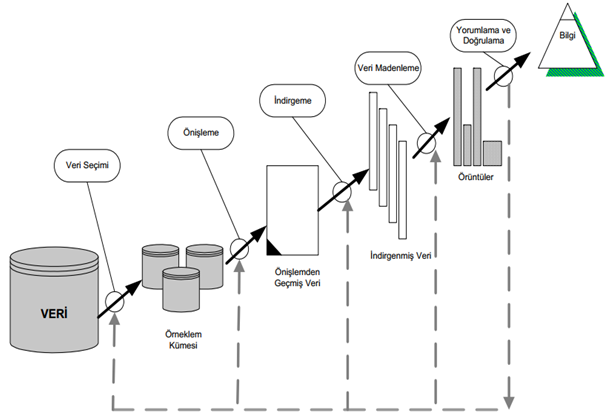 Yorumlama ve
Doğrulama
Bilgi
Veri Madenleme
İndirgeme
Önişleme
Veri Seçimi
Örüntüler
İndirgenmiş Veri
Önişlemden
Geçmiş Veri
VERİ
Örneklem
Kümesi